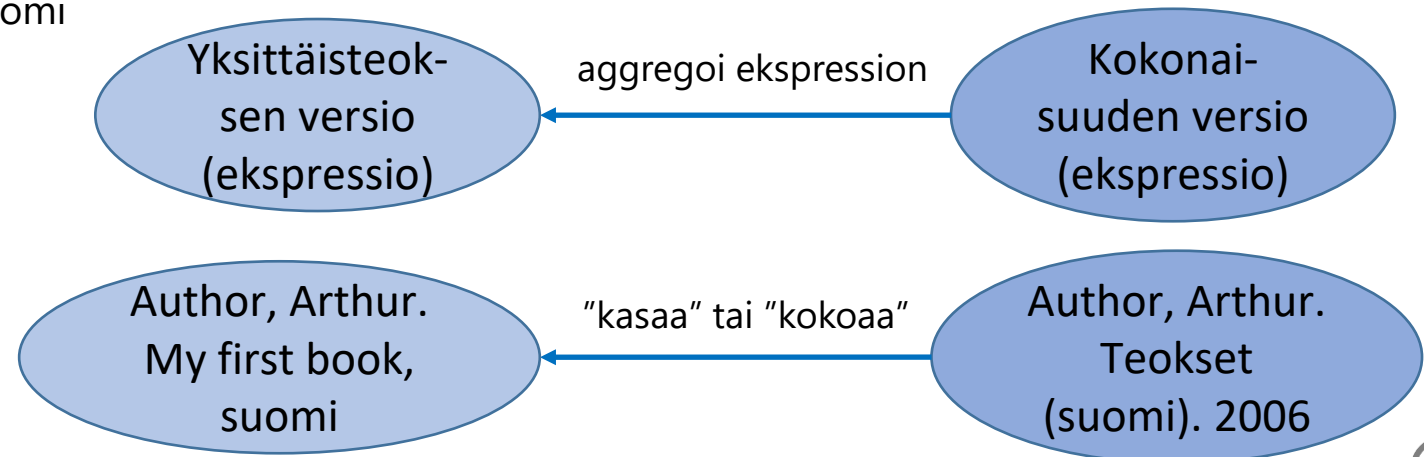 omi
Yksittäisteok-
sen versio
(ekspressio)
aggregoi ekspression
Kokonai-
suuden versio
(ekspressio)
Author, Arthur.
My first book,
suomi
”kasaa” tai ”kokoaa”
Author, Arthur.
Teokset
(suomi). 2006